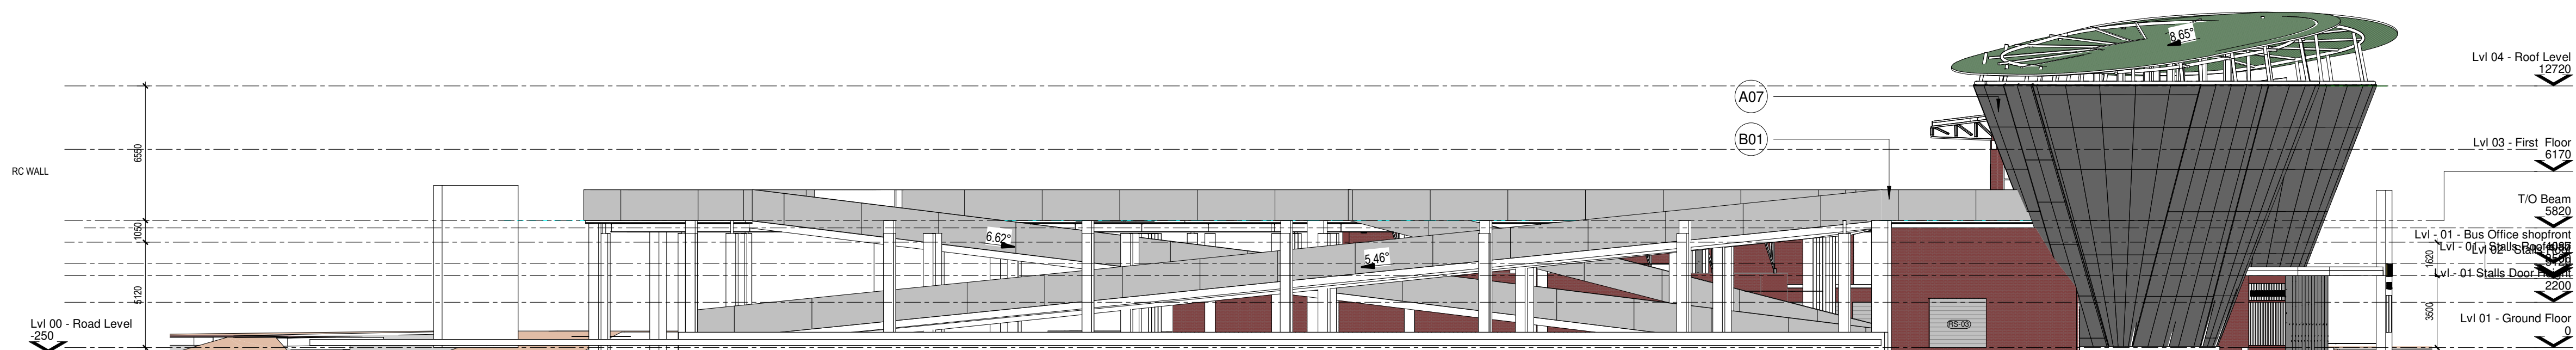 8.65°
Lvl 04 - Roof Level
12720
A07
B01
6550
RC WALL
Lvl 03 - First Floor
6170
T/O Beam
5820
1050
6.62°
5.46°
Lvl - 01 - Bus Office shopfront
1620
Lvl - 01 Stalls Door Height
2200
5120
3500
RS-03
Lvl 00 - Road Level
-250
Lvl 01 - Ground Floor
0